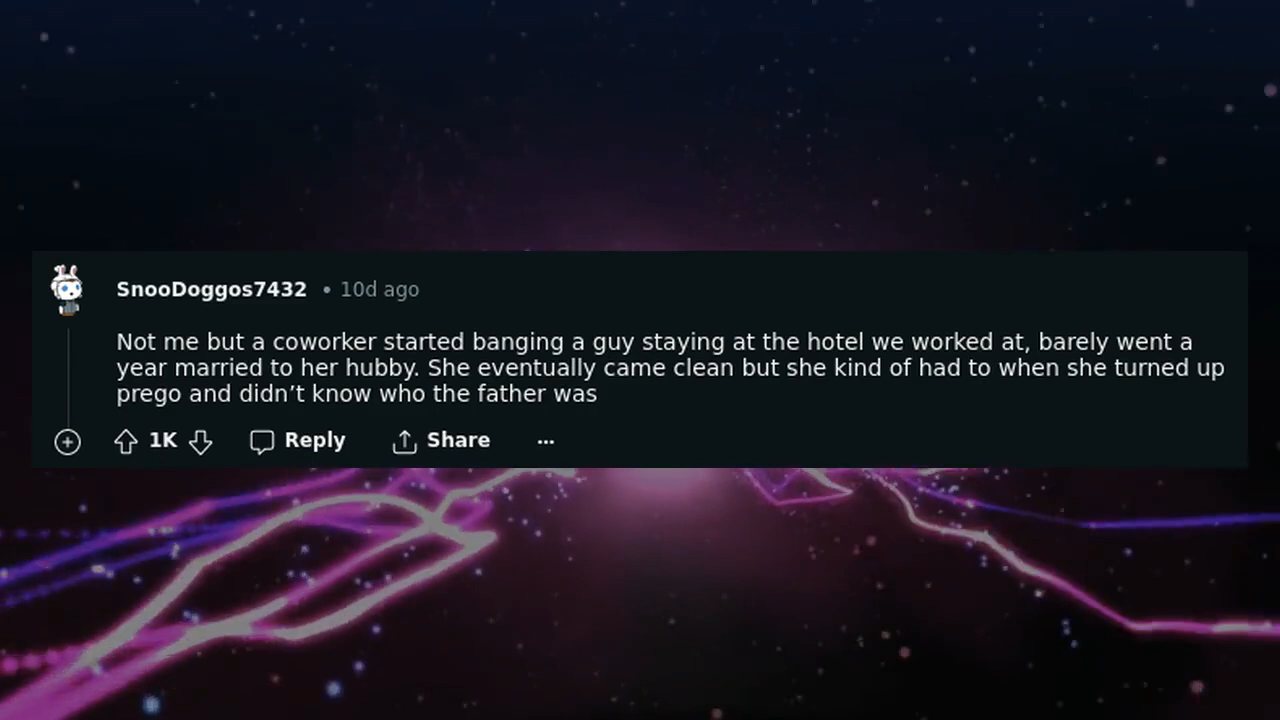 SnooDoggos7432 • 10d ago
Not me but a coworker started banging a guy staying at the hotel we worked at, barely went a
year married to her hubby. She eventually came clean but she kind of had to when she turned up
prego and didn’t know who the father was
1K Reply Share ...